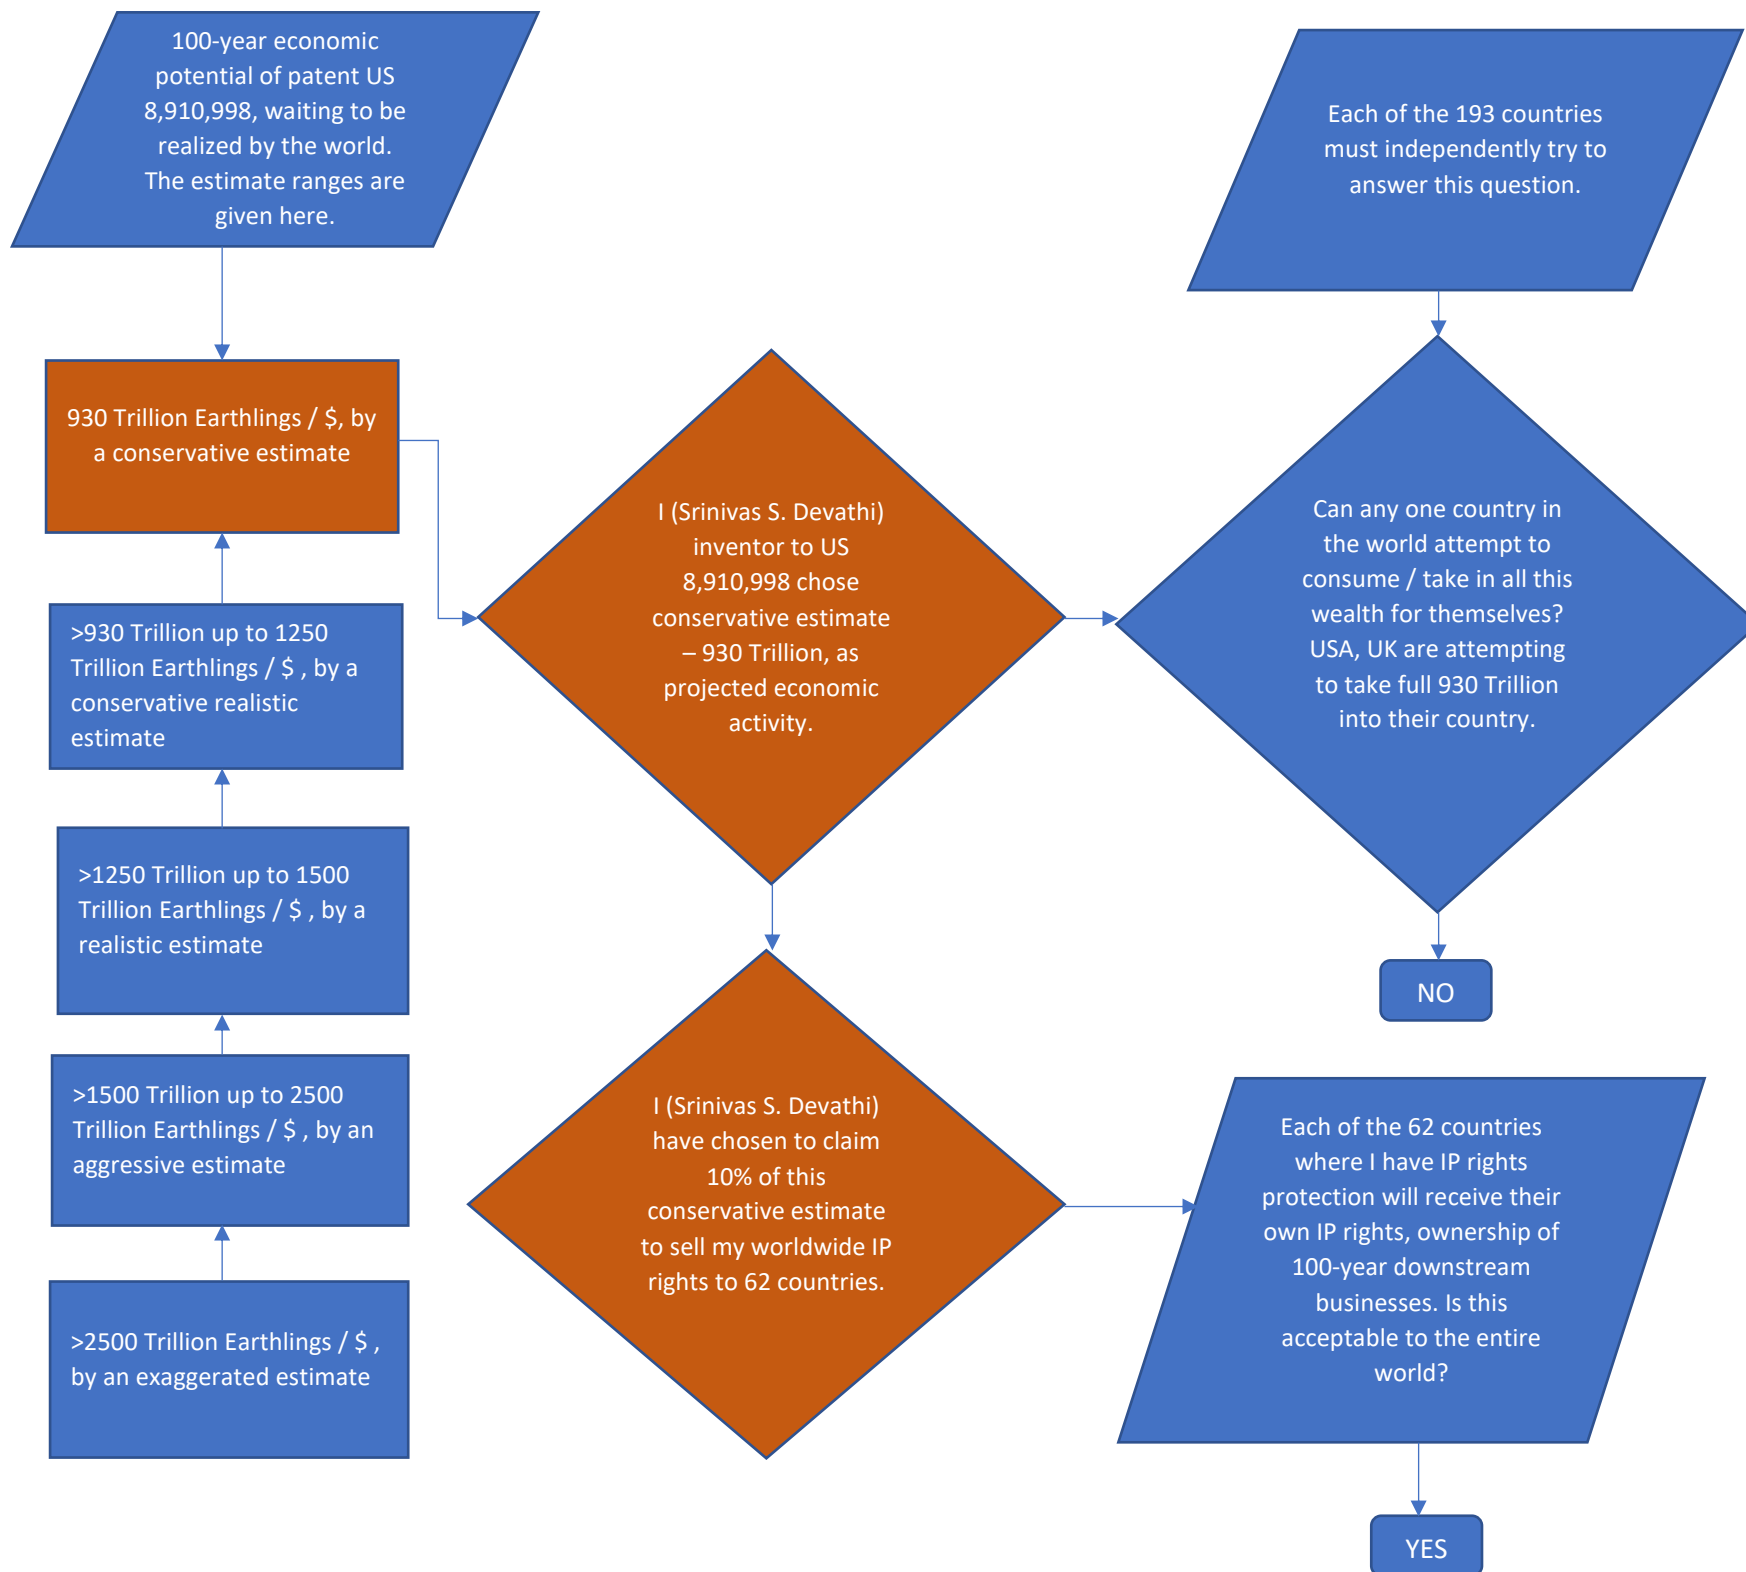 100-year economic
potential of patent US
8,910,998, waiting to be
realized by the world.
The estimate ranges are
given here.
Each of the 193 countries
must independently try to
answer this question.
930 Trillion Earthlings / $, by
a conservative estimate
>930 Trillion up to 1250
Trillion Earthlings / $ , by a
conservative realistic
estimate
>1250 Trillion up to 1500
Trillion Earthlings / $ , by a
realistic estimate
>1500 Trillion up to 2500
Trillion Earthlings / $ , by an
aggressive estimate
>2500 Trillion Earthlings / $ ,
by an exaggerated estimate
I (Srinivas S. Devathi)
inventor to US
8,910,998 chose
conservative estimate
– 930 Trillion, as
projected economic
activity.
Can any one country in
the world attempt to
consume / take in all this
wealth for themselves?
USA, UK are attempting
to take full 930 Trillion
into their country.
NO
I (Srinivas S. Devathi)
have chosen to claim
10% of this
conservative estimate
to sell my worldwide IP
rights to 62 countries.
Each of the 62 countries
where I have IP rights
protection will receive their
own IP rights, ownership of
100-year downstream
businesses. Is this
acceptable to the entire
world?
YES